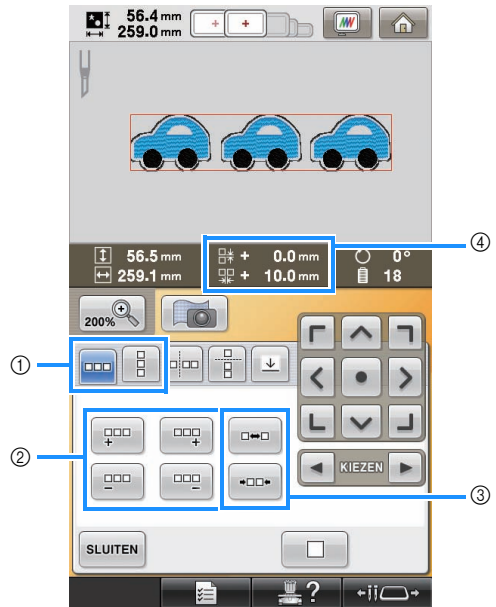 56.4 mm
259.0 mm
56.5 mm
259.1 mm
+ 0.0 mm
+ 10.0 mm
0°
18
④
200%
①
②
③
KIEZEN
SLUITEN
?